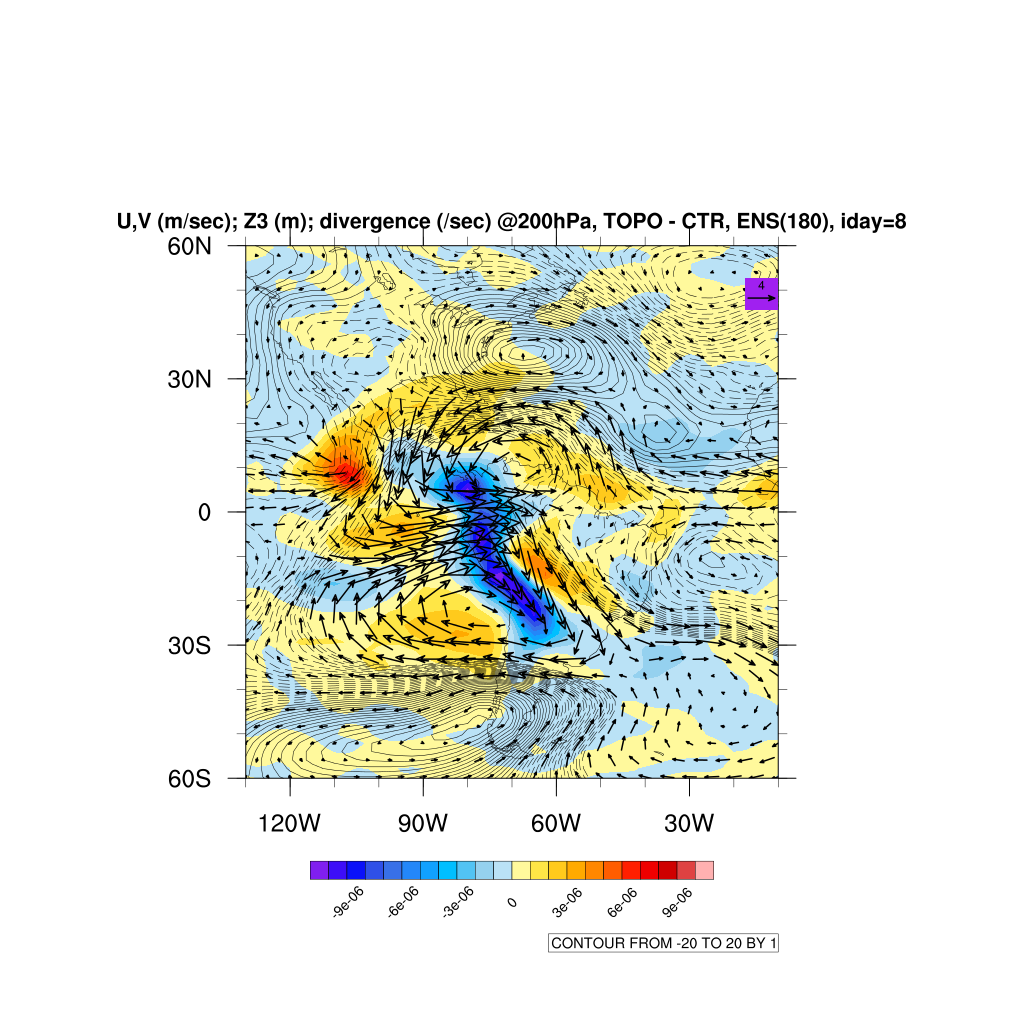 U,V (m/sec); Z3 (m); divergence (/sec) @200hPa, TOPO - CTR, ENS(180), iday=8
60N
4
30N
0
30S
60S
120W 90W 60W 30W
-9e-06 -6e-06 -3e-06 0 3e-06 6e-06 9e-06
CONTOUR FROM -20 TO 20 BY 1